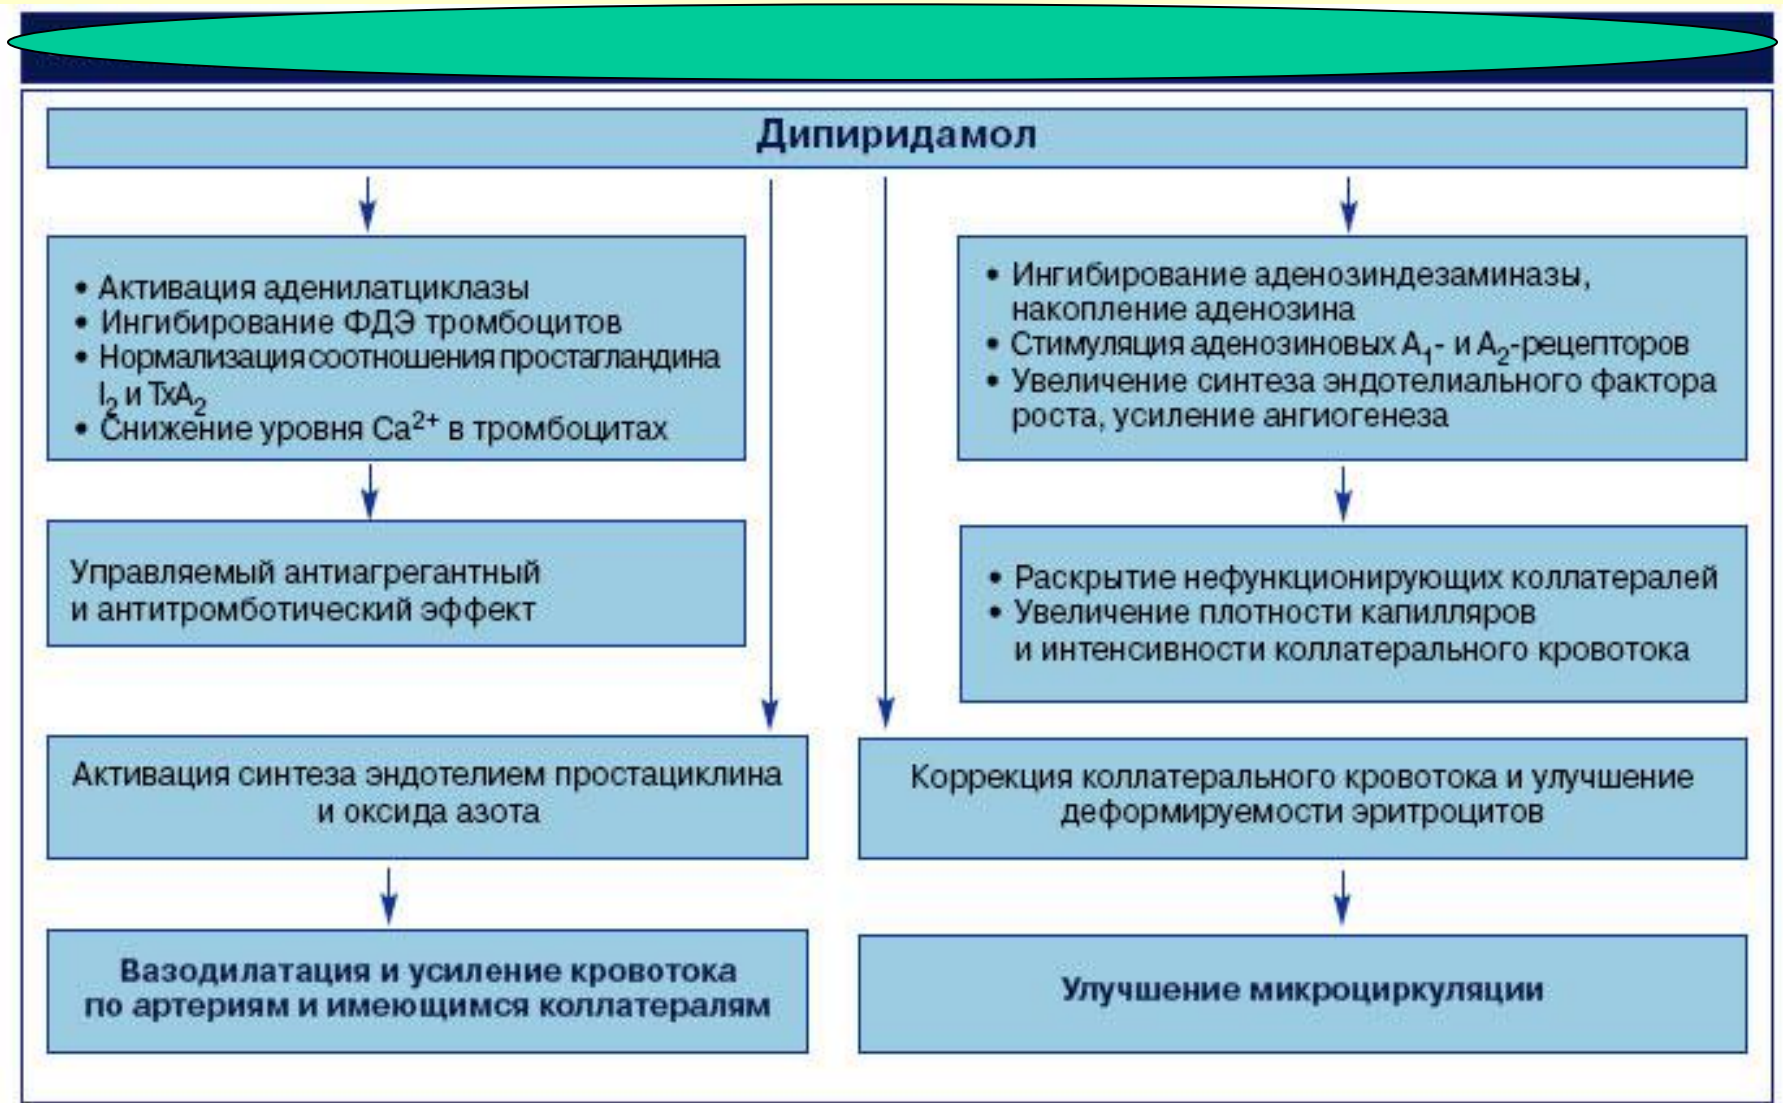 Дипиридамол
• Активация аденилатциклазы
• Ингибирование ФДЭ тромбоцитов
• Нормализация соотношения простагландина
I₂ и TxA₂
• Снижение уровня Ca²⁺ в тромбоцитах
Управляемый антиагрегантный
и антитромботический эффект
• Ингибирование аденозиндезаминазы,
накопление аденозина
• Стимуляция аденозиновых A₁- и A₂-рецепторов
• Увеличение синтеза эндотелиального фактора
роста, усиление ангиогенеза
• Раскрытие нефункционирующих коллатералей
• Увеличение плотности капилляров
и интенсивности коллатерального кровотока
Активация синтеза эндотелием простациклина
и оксида азота
Вазодилатация и усиление кровотока
по артериям и имеющимся коллатералям
Коррекция коллатерального кровотока и улучшение
деформируемости эритроцитов
Улучшение микроциркуляции